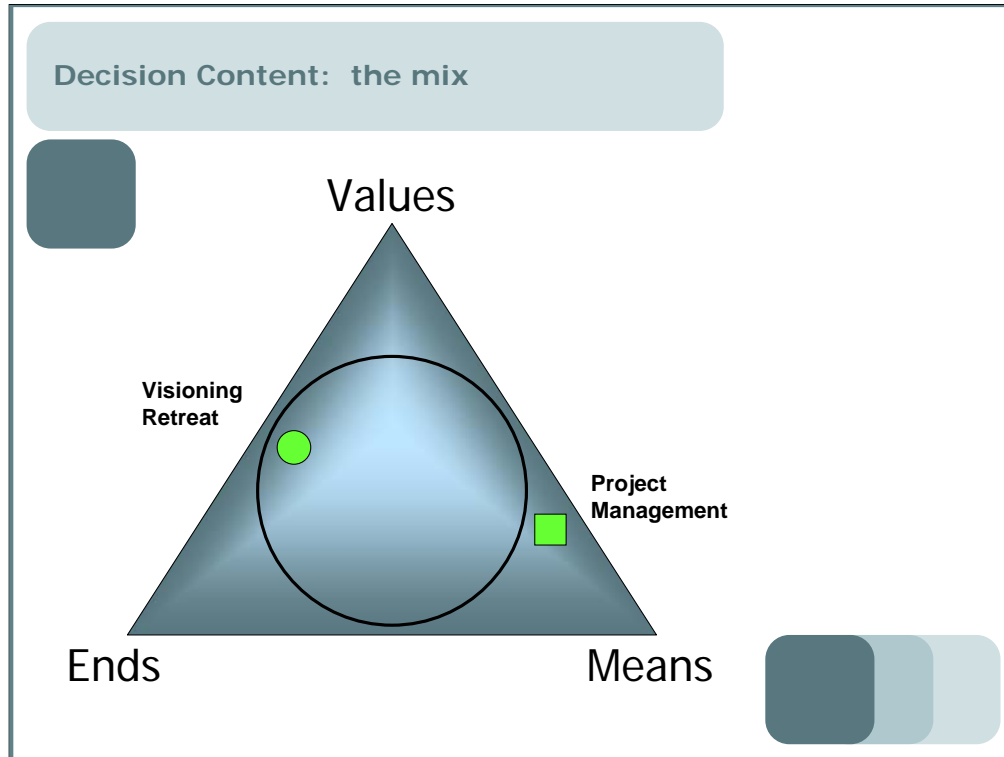 Decision Content: the mix
Values
Visioning
Retreat
Project
Management
Ends
Means